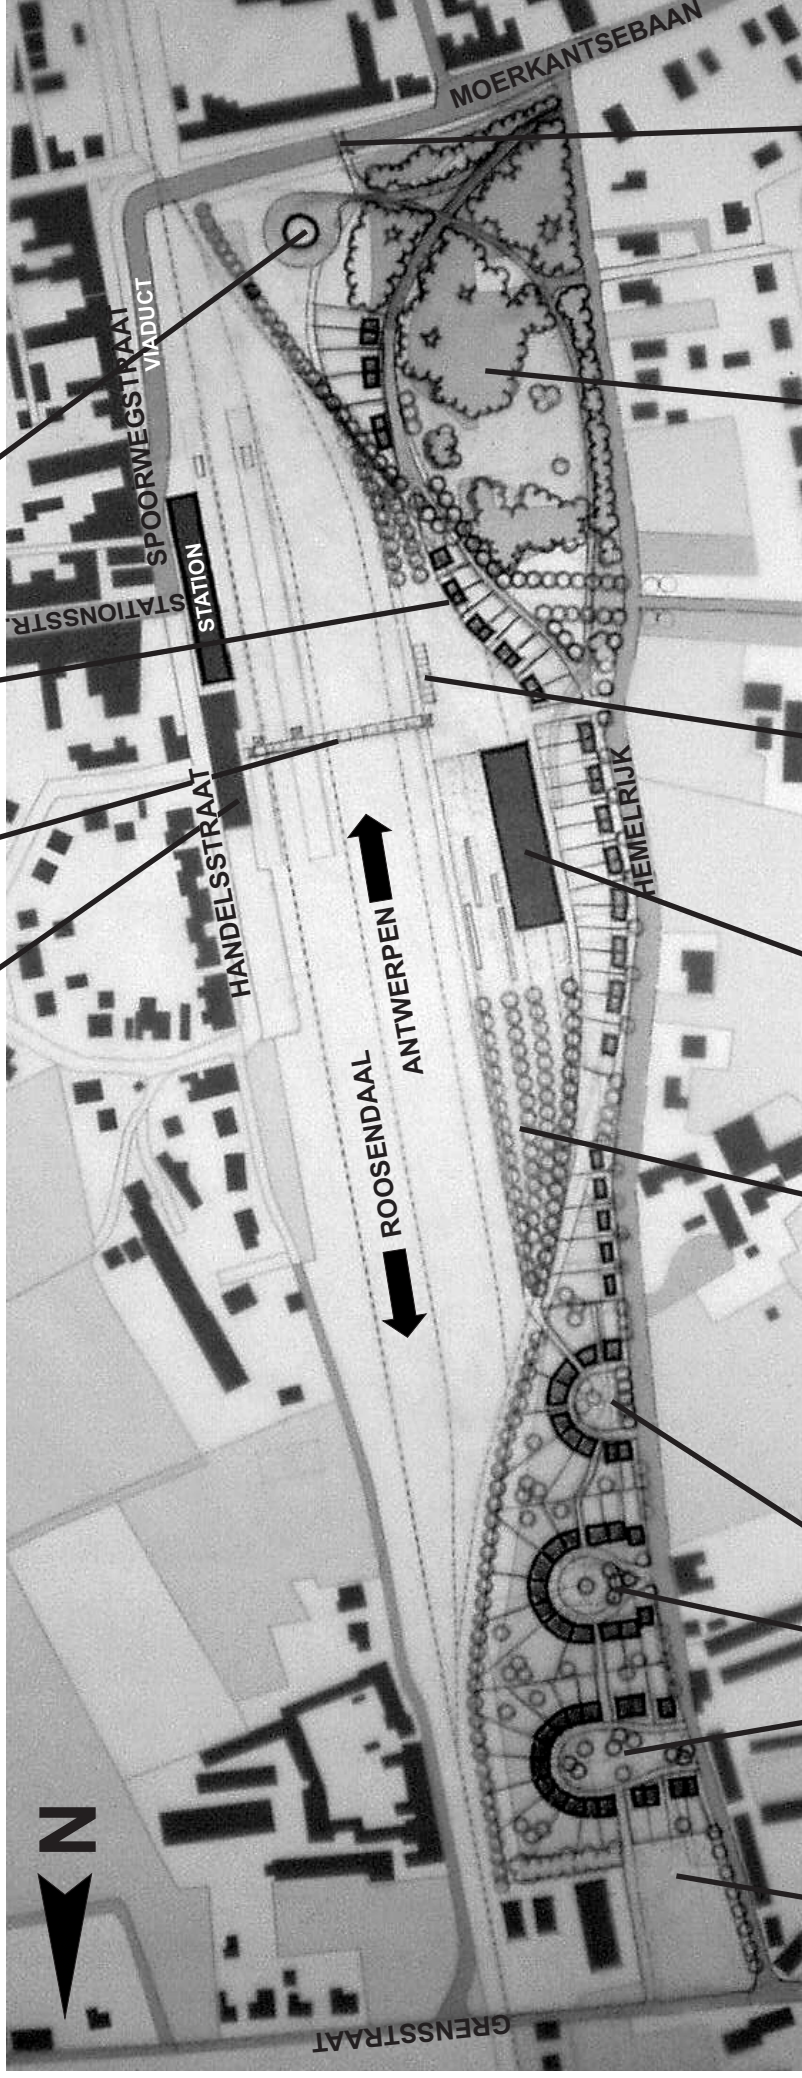 MOERKANTSEBAAN
VIADUCT
SPOORWEGSTRAAT
STATION
STATIONSSTR.
HEMELRIJK
HANDELSSTRAAT
ANTWERPEN
ROOSENDAAL
N
GRENSSTRAAT